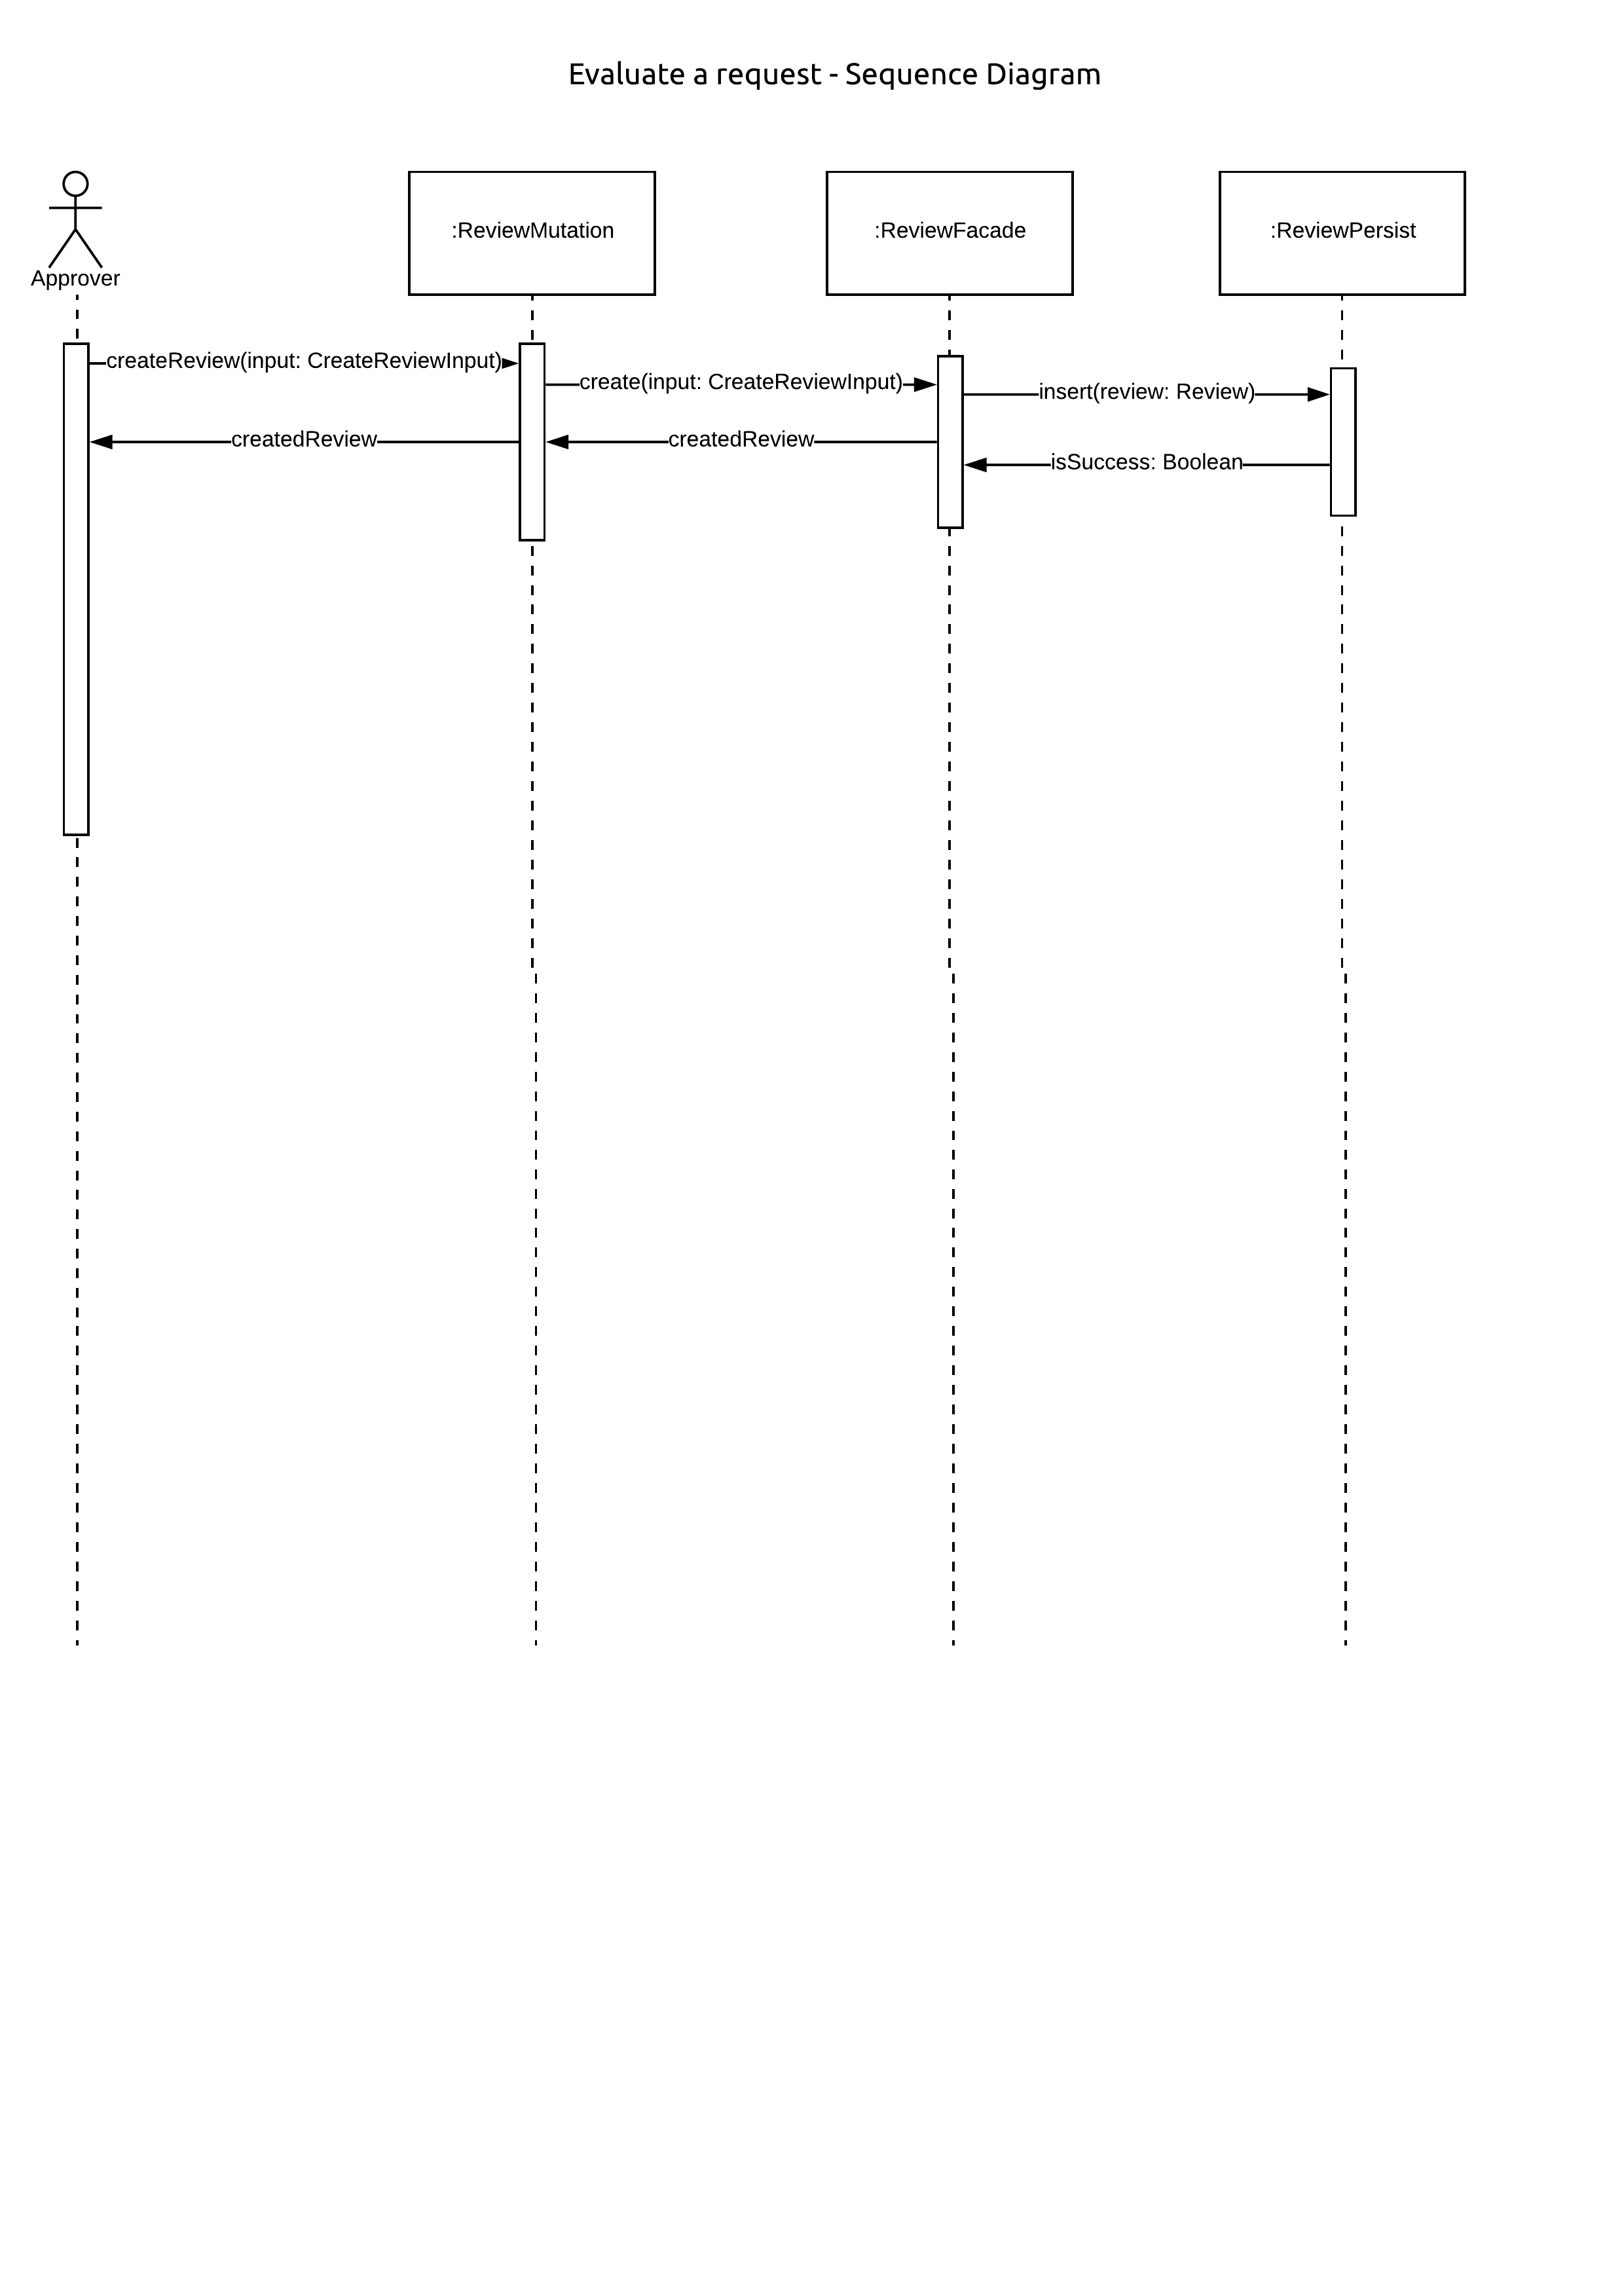 Evaluate a request - Sequence Diagram
:ReviewMutation
:ReviewFacade
:ReviewPersist
Approver
createReview(input: CreateReviewInput)
create(input: CreateReviewInput)
insert(review: Review)
createdReview
createdReview
isSuccess: Boolean